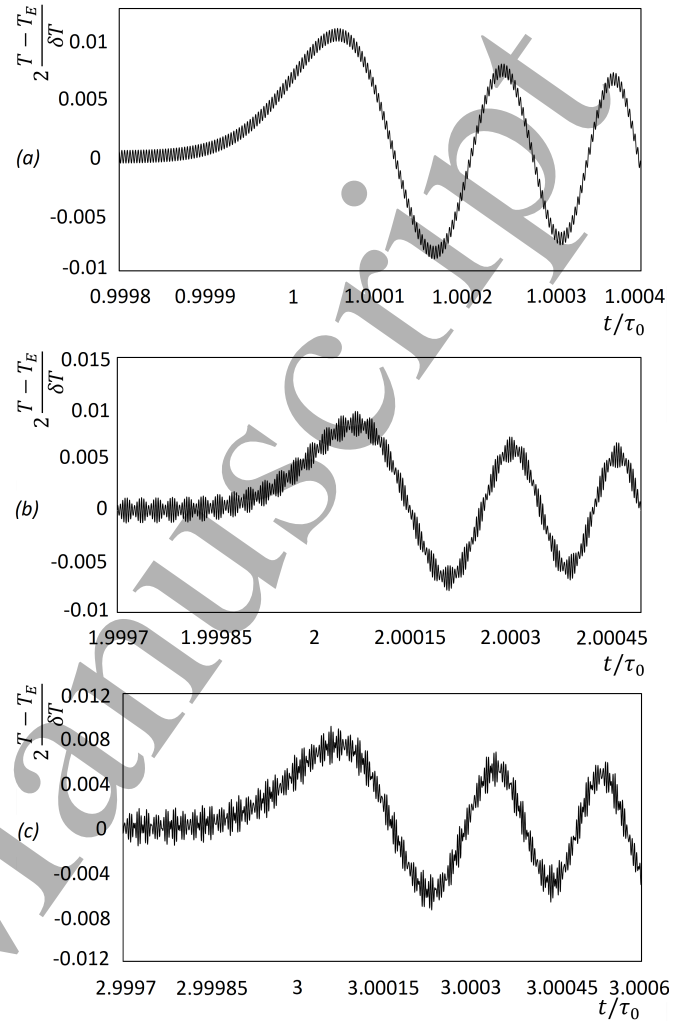 2 (T − T_E)/δT
0.01
0.005
(a) 0
-0.005
-0.01
0.9998 0.9999 1 1.0001 1.0002 1.0003 1.0004
t/τ₀
2 (T − T_E)/δT
0.015
0.01
0.005
(b) 0
-0.005
-0.01
1.9997 1.99985 2 2.00015 2.0003 2.00045
t/τ₀
2 (T − T_E)/δT
0.012
0.008
0.004
(c) 0
-0.004
-0.008
-0.012
2.9997 2.99985 3 3.00015 3.0003 3.00045 3.0006
t/τ₀
Manuscript